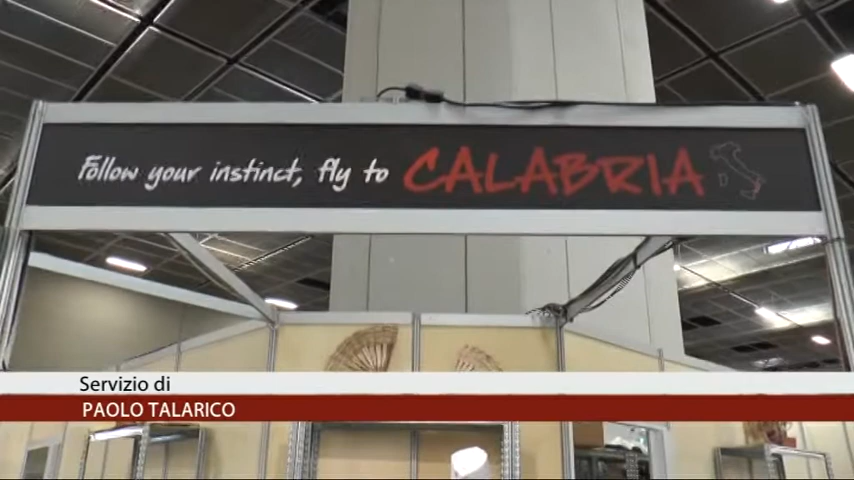 Follow your instinct, fly to CALABRIA
Servizio di
PAOLO TALARICO